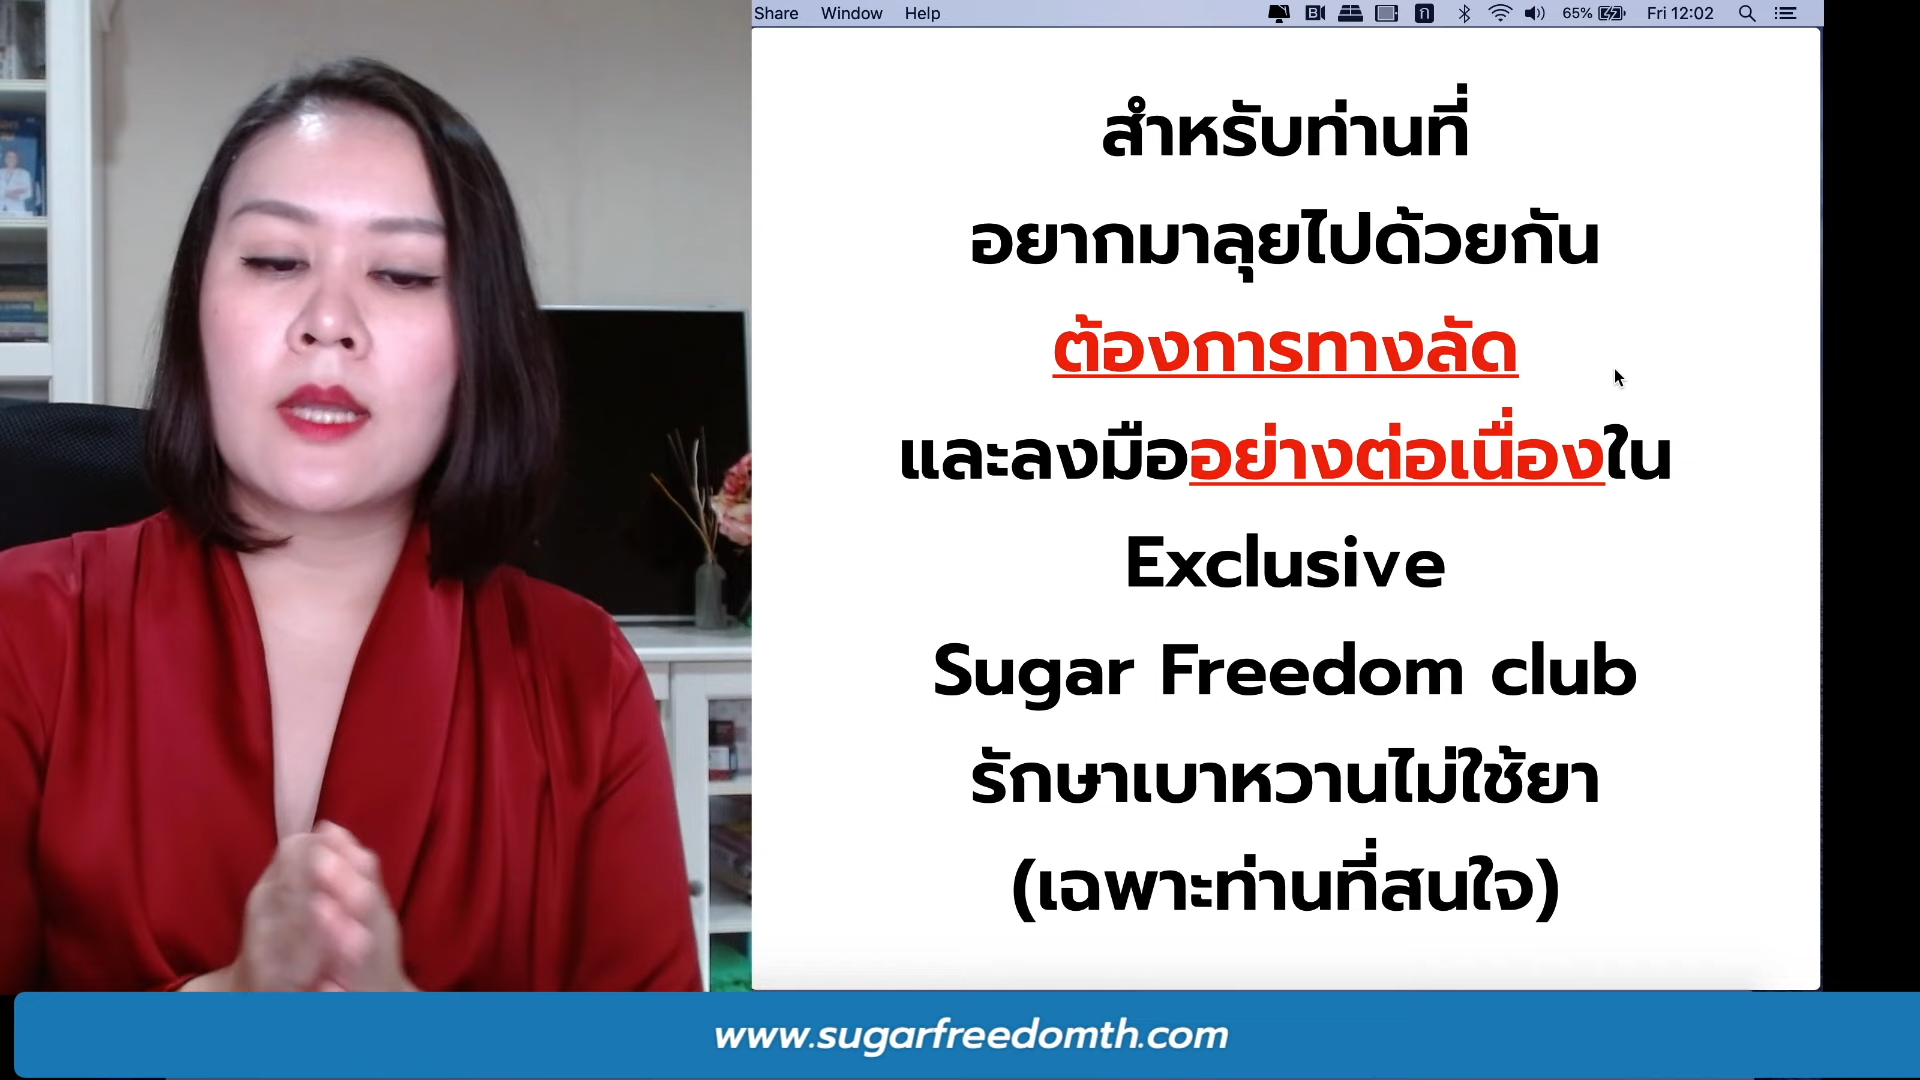 Share Window Help
65% Fri 12:02
สำหรับท่านที่
อยากมาลุยไปด้วยกัน
ต้องการทางลัด
และลงมืออย่างต่อเนื่องใน
Exclusive
Sugar Freedom club
รักษาเบาหวานไม่ใช้ยา
(เฉพาะท่านที่สนใจ)
www.sugarfreedomth.com